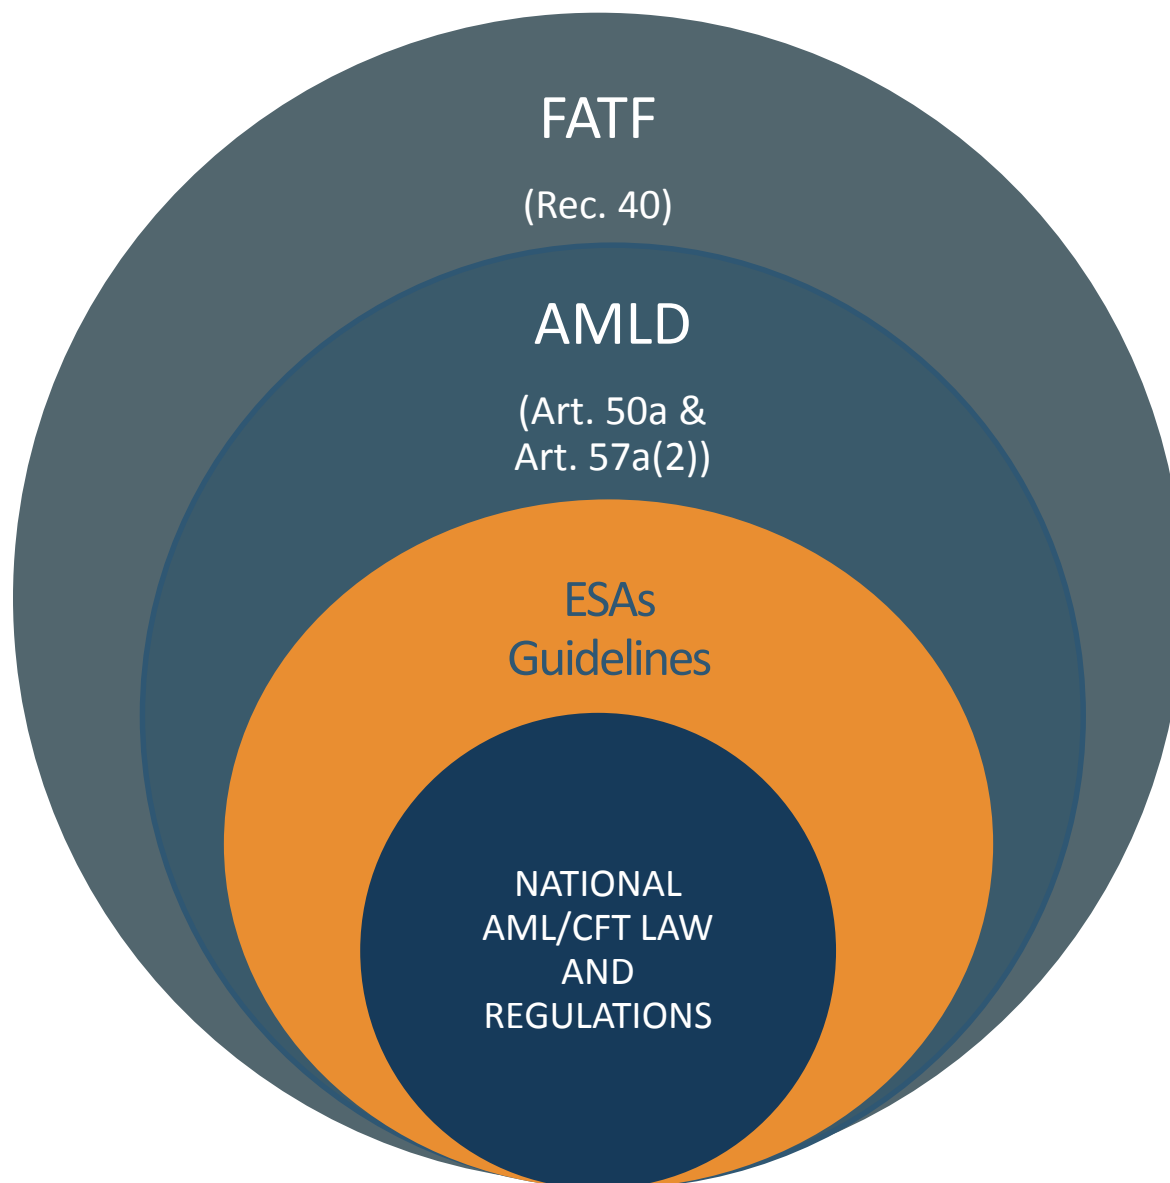 FATF
(Rec. 40)
AMLD
(Art. 50a &
Art. 57a(2))
ESAs
Guidelines
NATIONAL
AML/CFT LAW
AND
REGULATIONS